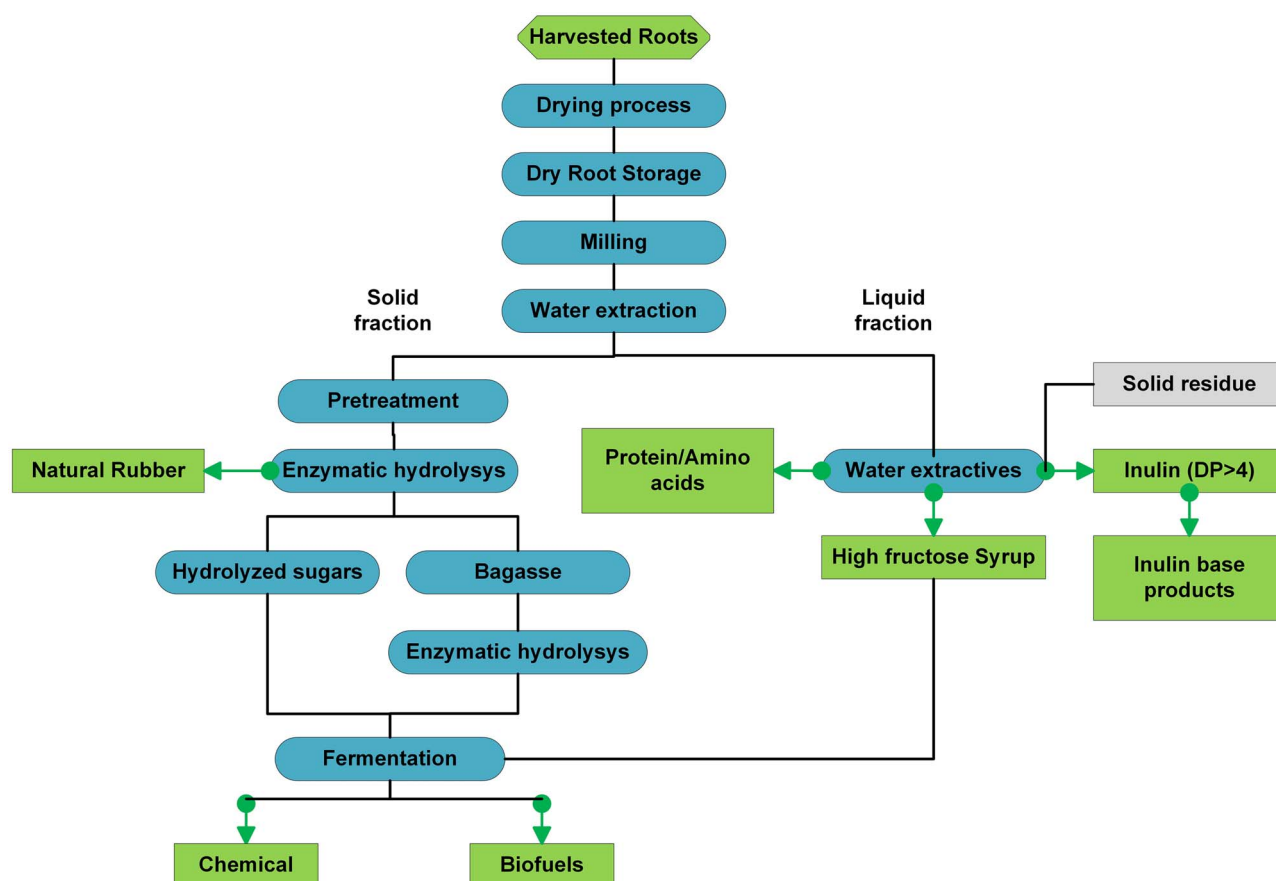 Harvested Roots
Drying process
Dry Root Storage
Milling
Solid
fraction
Water extraction
Liquid
fraction
Pretreatment
Solid residue
Natural Rubber
Enzymatic hydrolysys
Protein/Amino
acids
Water extractives
Inulin (DP>4)
Hydrolyzed sugars
Bagasse
High fructose Syrup
Inulin base
products
Enzymatic hydrolysys
Fermentation
Chemical
Biofuels